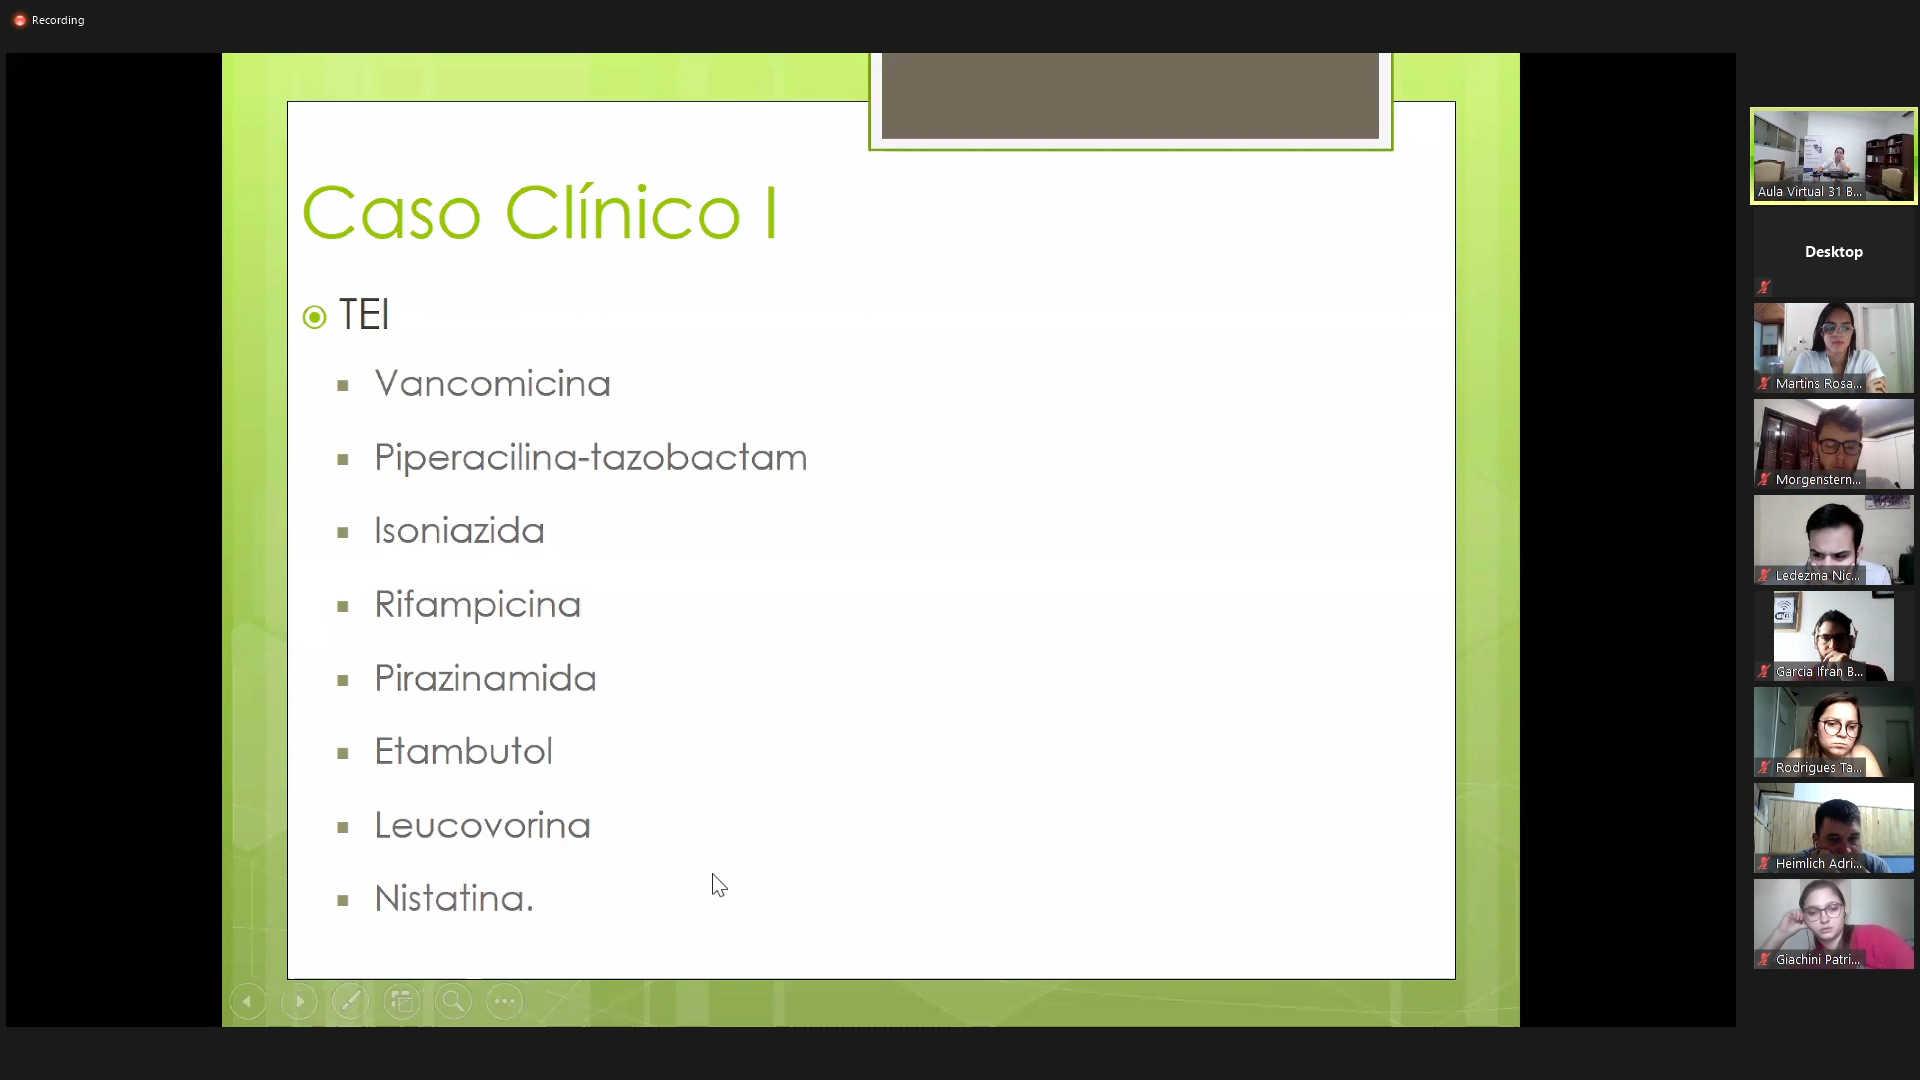 Recording
Caso Clínico I
TEI
Vancomicina
Piperacilina-tazobactam
Isoniazida
Rifampicina
Pirazinamida
Etambutol
Leucovorina
Nistatina.
Aula Virtual 31 B...
Desktop
Martins Rosa...
Morgenstern...
Ledezma Nic...
Garcia Ifran B...
Rodrigues Ta...
Heimlich Adri...
Giachini Patri...